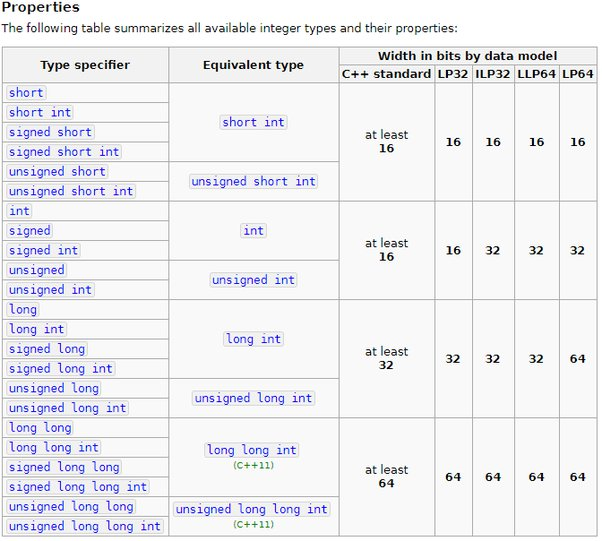 Properties
The following table summarizes all available integer types and their properties:
Type specifier Equivalent type Width in bits by data model
C++ standard LP32 ILP32 LLP64 LP64
short
short int
signed short
signed short int
short int
unsigned short
unsigned short int
unsigned short int
at least
16 16 16 16 16
int
signed
signed int
int
unsigned
unsigned int
unsigned int
at least
16 16 32 32 32
long
long int
signed long
signed long int
long int
unsigned long
unsigned long int
unsigned long int
at least
32 32 32 32 64
long long
long long int
signed long long
signed long long int
long long int
(C++11)
unsigned long long
unsigned long long int
unsigned long long int
(C++11)
at least
64 64 64 64 64